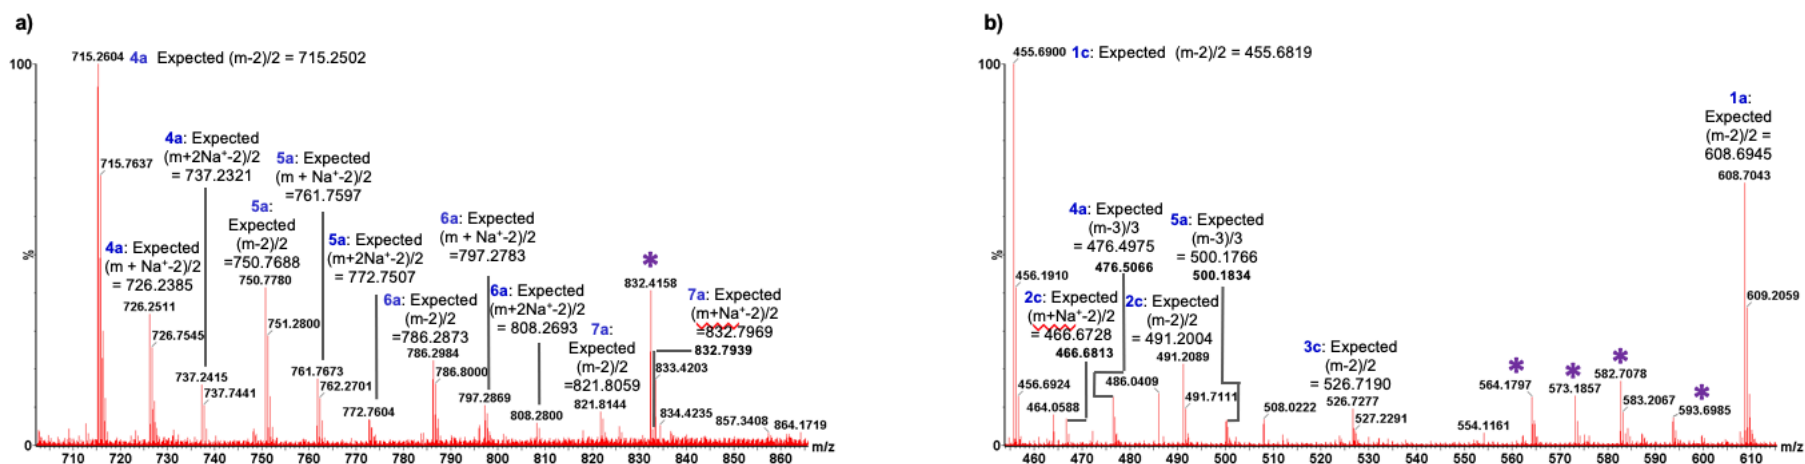 a)
715.2604 4a Expected (m-2)/2 = 715.2502
100
%
0
715.7637
4a: Expected
(m+2Na⁺-2)/2
= 737.2321
5a: Expected
(m + Na⁺-2)/2
=761.7597
4a: Expected
(m + Na⁺-2)/2
= 726.2385
726.2511
726.7545
5a:
Expected
(m-2)/2
=750.7688
750.7780
751.2800
5a: Expected
(m+2Na⁺-2)/2
= 772.7507
6a: Expected
(m + Na⁺-2)/2
=797.2783
6a: Expected
(m-2)/2
=786.2873
786.2984
786.8000
6a: Expected
(m+2Na⁺-2)/2
= 808.2693
7a:
Expected
(m-2)/2
=821.8059
821.8144
*
832.4158
7a: Expected
(m+Na⁺-2)/2
=832.7969
832.7939
833.4203
834.4235
857.3408
864.1719
737.2415
737.7441
761.7673
762.2701
772.7604
797.2869
808.2800
710 720 730 740 750 760 770 780 790 800 810 820 830 840 850 860 m/z
b)
455.6900 1c: Expected (m-2)/2 = 455.6819
100
%
0
456.1910
456.6924
2c: Expected
(m+Na⁺-2)/2
= 466.6728
466.6813
464.0588
4a: Expected
(m-3)/3
= 476.4975
476.5066
486.0409
2c: Expected
(m-2)/2
= 491.2004
491.2089
491.7111
5a: Expected
(m-3)/3
= 500.1766
500.1834
508.0222
3c: Expected
(m-2)/2
= 526.7190
526.7277
527.2291
554.1161
*
564.1797
*
573.1857
*
582.7078
583.2067
*
593.6985
1a:
Expected
(m-2)/2 =
608.6945
608.7043
609.2059
460 470 480 490 500 510 520 530 540 550 560 570 580 590 600 610 m/z